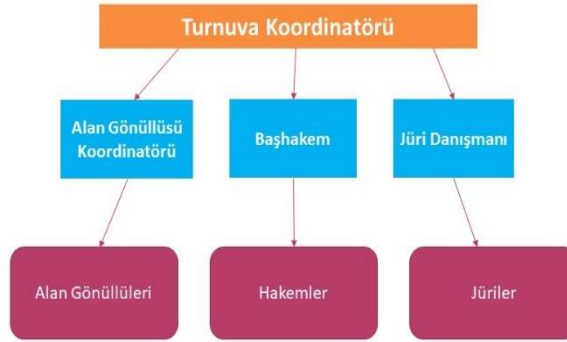 Turnuva Koordinatörü
Alan Gönüllüsü
Koordinatörü
Başhakem
Jüri Danışmanı
Alan Gönüllüleri
Hakemler
Jüriler